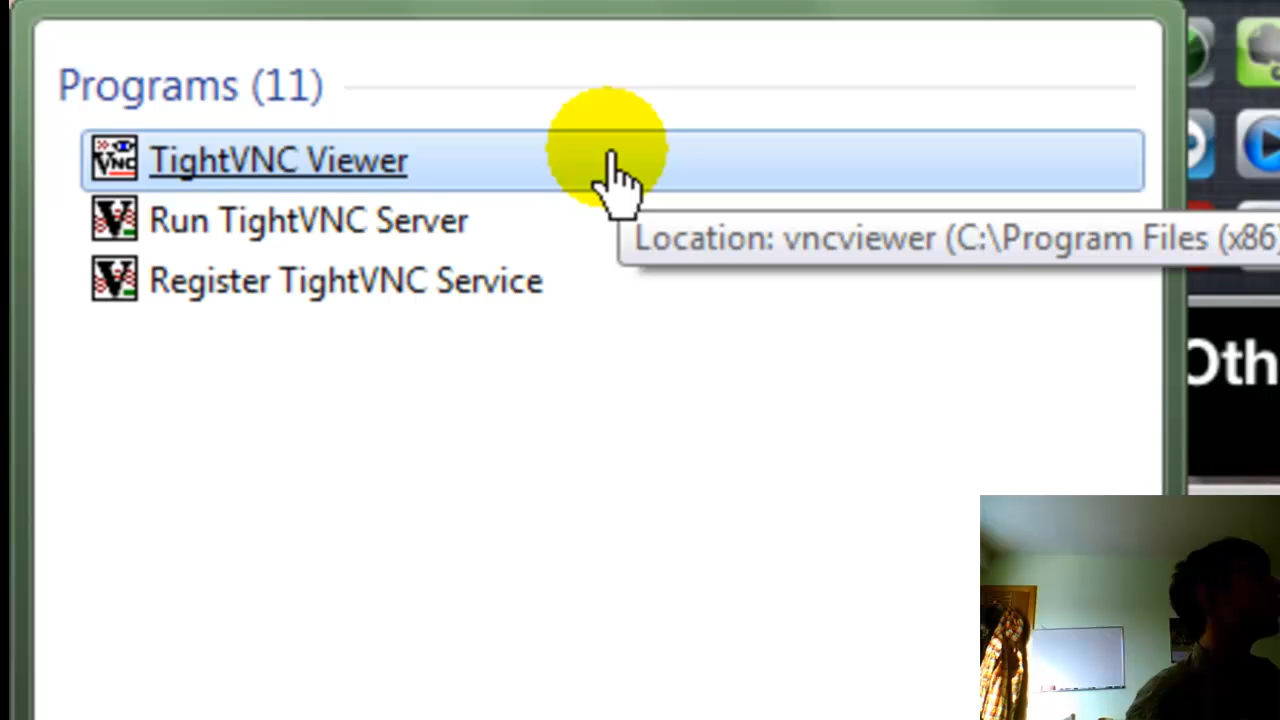 Programs (11)
TightVNC Viewer
Run TightVNC Server
Location: vncviewer (C:\Program Files (x86)
Register TightVNC Service
Oth